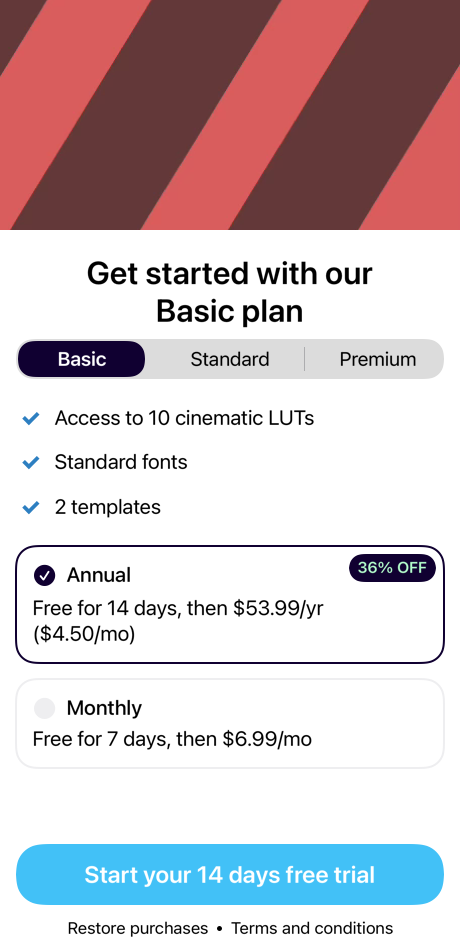 Get started with our
Basic plan
Basic Standard Premium
Access to 10 cinematic LUTs
Standard fonts
2 templates
Annual 36% OFF
Free for 14 days, then $53.99/yr
($4.50/mo)
Monthly
Free for 7 days, then $6.99/mo
Start your 14 days free trial
Restore purchases • Terms and conditions